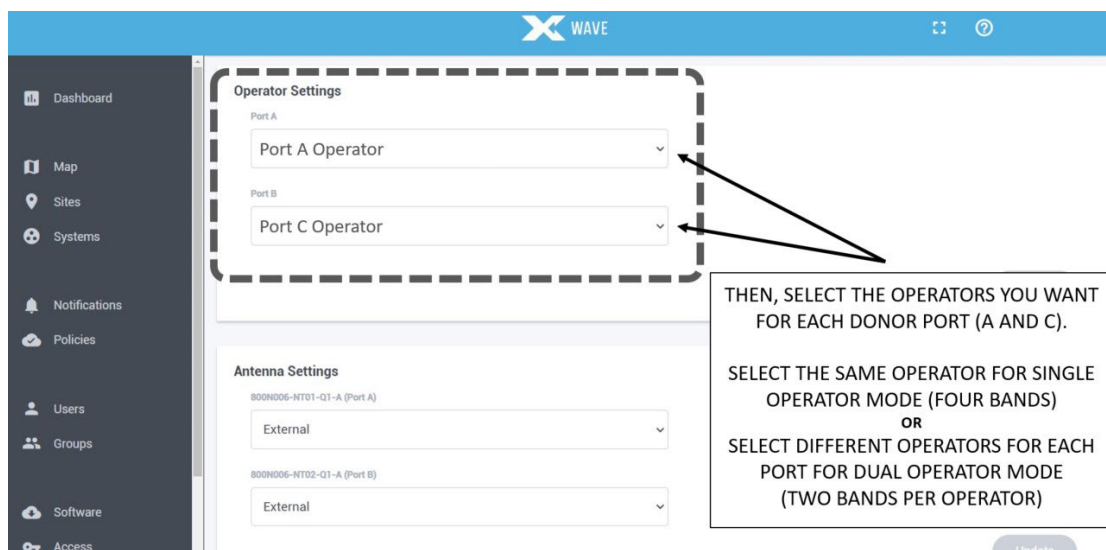 WAVE
Dashboard
Map
Sites
Systems
Notifications
Policies
Users
Groups
Software
Access
Operator Settings
Port A
Port A Operator
Port B
Port C Operator
Antenna Settings
800N006-NT01-Q1-A (Port A)
External
800N006-NT02-Q1-A (Port B)
External
THEN, SELECT THE OPERATORS YOU WANT
FOR EACH DONOR PORT (A AND C).
SELECT THE SAME OPERATOR FOR SINGLE
OPERATOR MODE (FOUR BANDS)
OR
SELECT DIFFERENT OPERATORS FOR EACH
PORT FOR DUAL OPERATOR MODE
(TWO BANDS PER OPERATOR)
Update